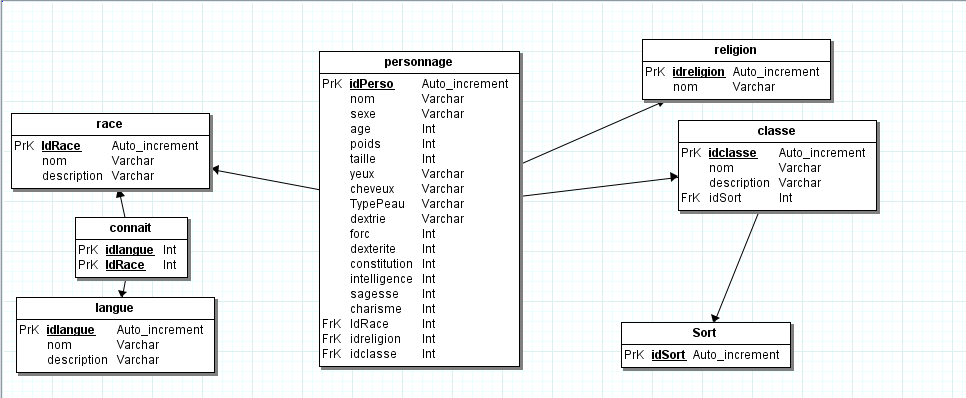 race
PrK IdRace Auto_increment
nom Varchar
description Varchar
connait
PrK idlangue Int
PrK IdRace Int
langue
PrK idlangue Auto_increment
nom Varchar
description Varchar
personnage
PrK idPerso Auto_increment
nom Varchar
sexe Varchar
age Int
poids Int
taille Int
yeux Varchar
cheveux Varchar
TypePeau Varchar
dextrie Varchar
forc Int
dexterite Int
constitution Int
intelligence Int
sagesse Int
charisme Int
FrK IdRace Int
FrK idreligion Int
FrK idclasse Int
religion
PrK idreligion Auto_increment
nom Varchar
classe
PrK idclasse Auto_increment
nom Varchar
description Varchar
FrK idSort Int
Sort
PrK idSort Auto_increment